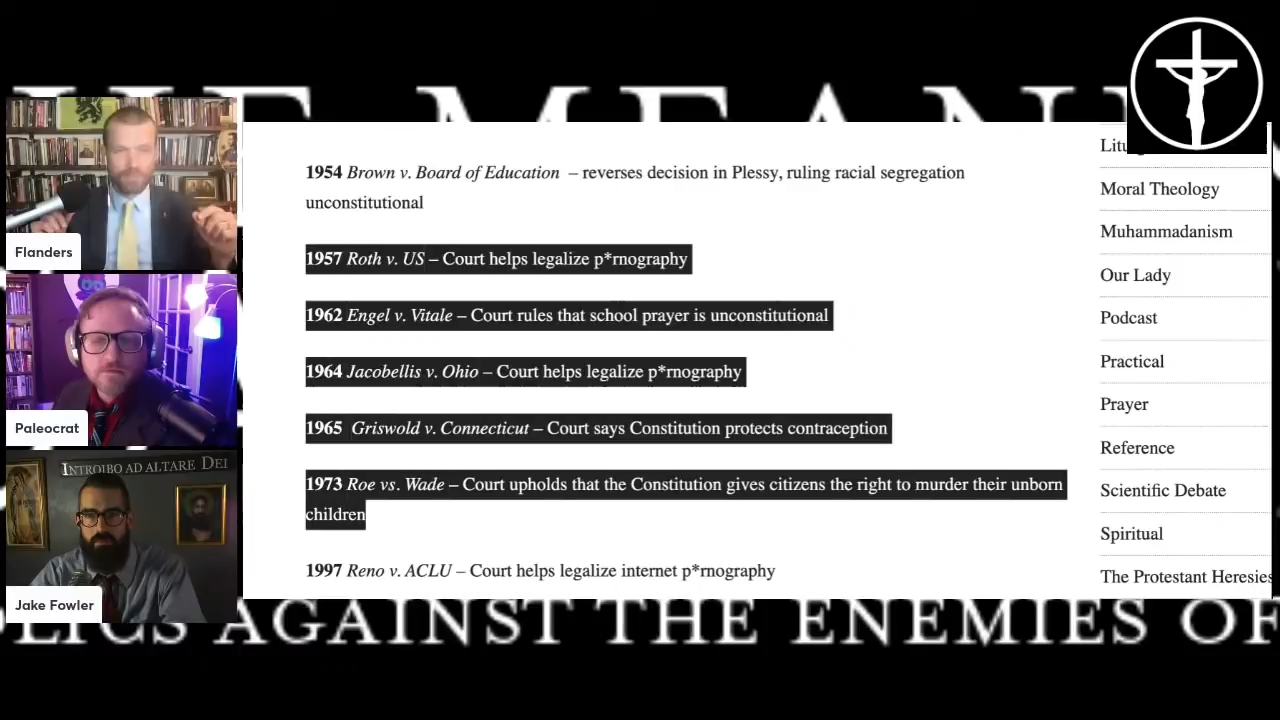 HE MEAN
1954 Brown v. Board of Education – reverses decision in Plessy, ruling racial segregation
unconstitutional
1957 Roth v. US – Court helps legalize p*rnography
1962 Engel v. Vitale – Court rules that school prayer is unconstitutional
1964 Jacobellis v. Ohio – Court helps legalize p*rnography
1965 Griswold v. Connecticut – Court says Constitution protects contraception
1973 Roe vs. Wade – Court upholds that the Constitution gives citizens the right to murder their unborn
children
1997 Reno v. ACLU – Court helps legalize internet p*rnography
Moral Theology
Muhammadanism
Our Lady
Podcast
Practical
Prayer
Reference
Scientific Debate
Spiritual
The Protestant Heresies
Flanders
Paleocrat
INTROIBO AD ALTARE DEI
Jake Fowler
OLICS AGAINST THE ENEMIES OF